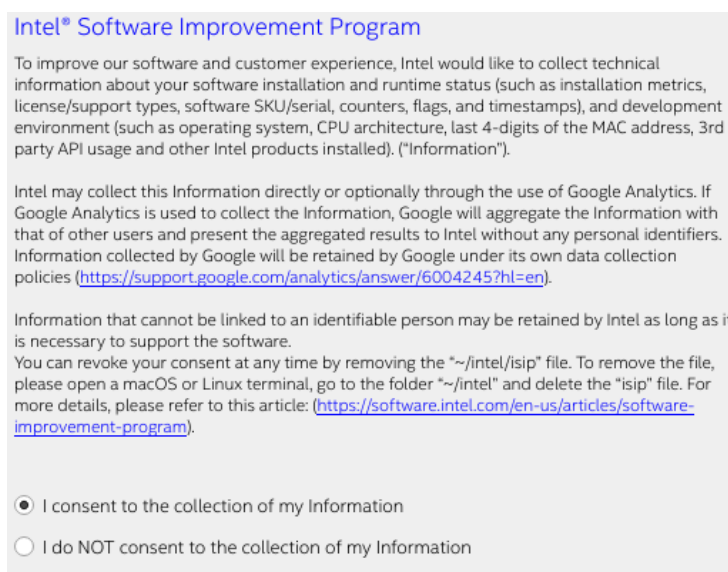 Intel® Software Improvement Program
To improve our software and customer experience, Intel would like to collect technical
information about your software installation and runtime status (such as installation metrics,
license/support types, software SKU/serial, counters, flags, and timestamps), and development
environment (such as operating system, CPU architecture, last 4-digits of the MAC address, 3rd
party API usage and other Intel products installed). (“Information”).
Intel may collect this Information directly or optionally through the use of Google Analytics. If
Google Analytics is used to collect the Information, Google will aggregate the Information with
that of other users and present the aggregated results to Intel without any personal identifiers.
Information collected by Google will be retained by Google under its own data collection
policies (https://support.google.com/analytics/answer/6004245?hl=en).
Information that cannot be linked to an identifiable person may be retained by Intel as long as i
is necessary to support the software.
You can revoke your consent at any time by removing the “~/intel/isip” file. To remove the file,
please open a macOS or Linux terminal, go to the folder “~/intel” and delete the “isip” file. For
more details, please refer to this article: (https://software.intel.com/en-us/articles/software-
improvement-program).
I consent to the collection of my Information
I do NOT consent to the collection of my Information